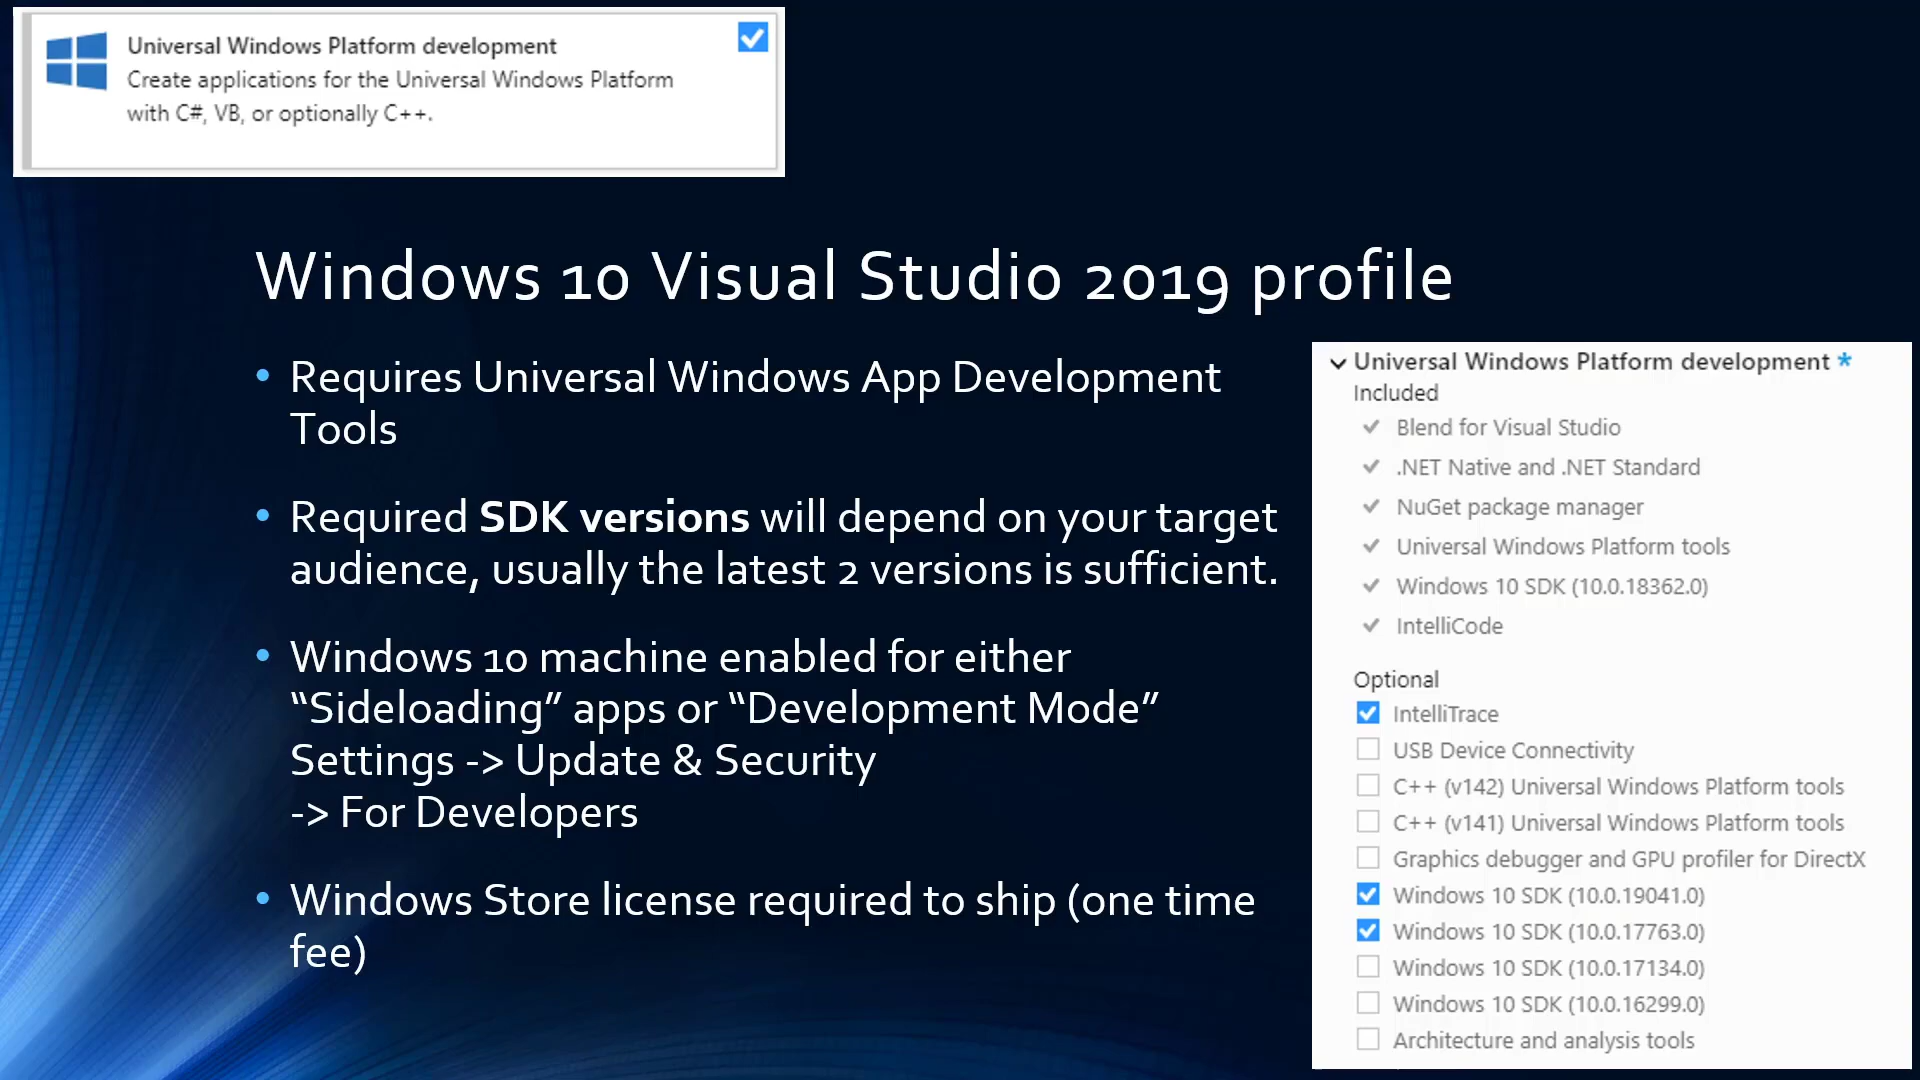 Universal Windows Platform development
Create applications for the Universal Windows Platform
with C#, VB, or optionally C++.
Windows 10 Visual Studio 2019 profile
• Requires Universal Windows App Development
Tools
• Required SDK versions will depend on your target
audience, usually the latest 2 versions is sufficient.
• Windows 10 machine enabled for either
“Sideloading” apps or “Development Mode”
Settings -> Update & Security
-> For Developers
• Windows Store license required to ship (one time
fee)
Universal Windows Platform development *
Included
Blend for Visual Studio
.NET Native and .NET Standard
NuGet package manager
Universal Windows Platform tools
Windows 10 SDK (10.0.18362.0)
IntelliCode
Optional
IntelliTrace
USB Device Connectivity
C++ (v142) Universal Windows Platform tools
C++ (v141) Universal Windows Platform tools
Graphics debugger and GPU profiler for DirectX
Windows 10 SDK (10.0.19041.0)
Windows 10 SDK (10.0.17763.0)
Windows 10 SDK (10.0.17134.0)
Windows 10 SDK (10.0.16299.0)
Architecture and analysis tools